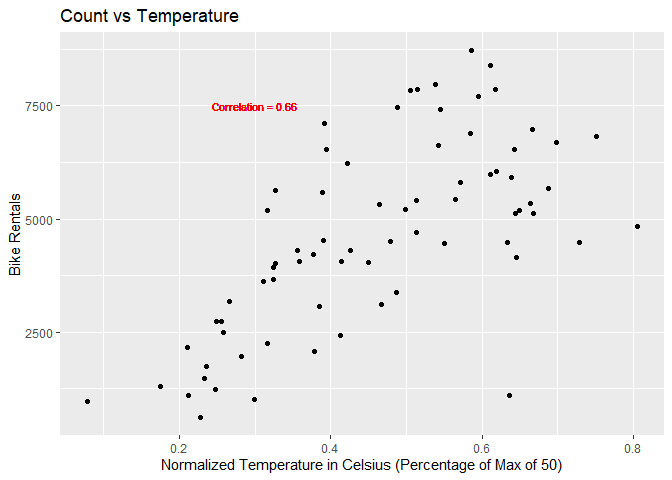 Count vs Temperature
Correlation = 0.66
7500
5000
2500
Bike Rentals
0.2 0.4 0.6 0.8
Normalized Temperature in Celsius (Percentage of Max of 50)